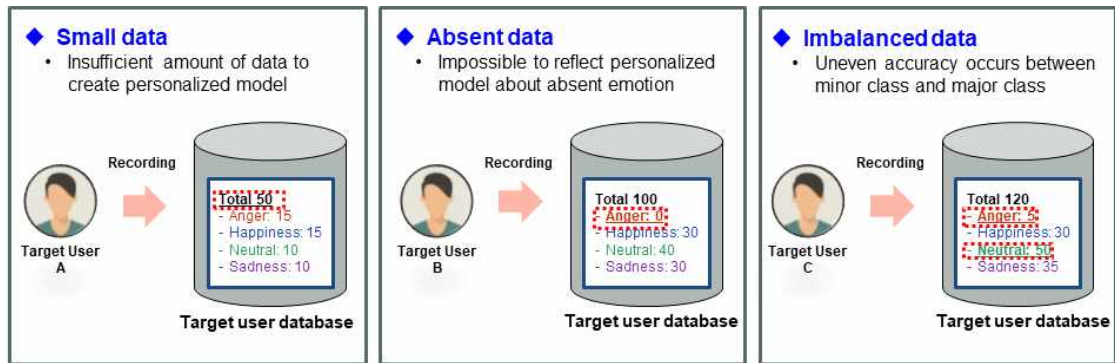 ◆ Small data
• Insufficient amount of data to
create personalized model
Recording
Total 50
- Anger: 15
- Happiness: 15
- Neutral: 10
- Sadness: 10
Target User
A
Target user database
◆ Absent data
• Impossible to reflect personalized
model about absent emotion
Recording
Total 100
- Anger: 0
- Happiness: 30
- Neutral: 40
- Sadness: 30
Target User
B
Target user database
◆ Imbalanced data
• Uneven accuracy occurs between
minor class and major class
Recording
Total 120
- Anger: 5
- Happiness: 30
- Neutral: 50
- Sadness: 35
Target User
C
Target user database